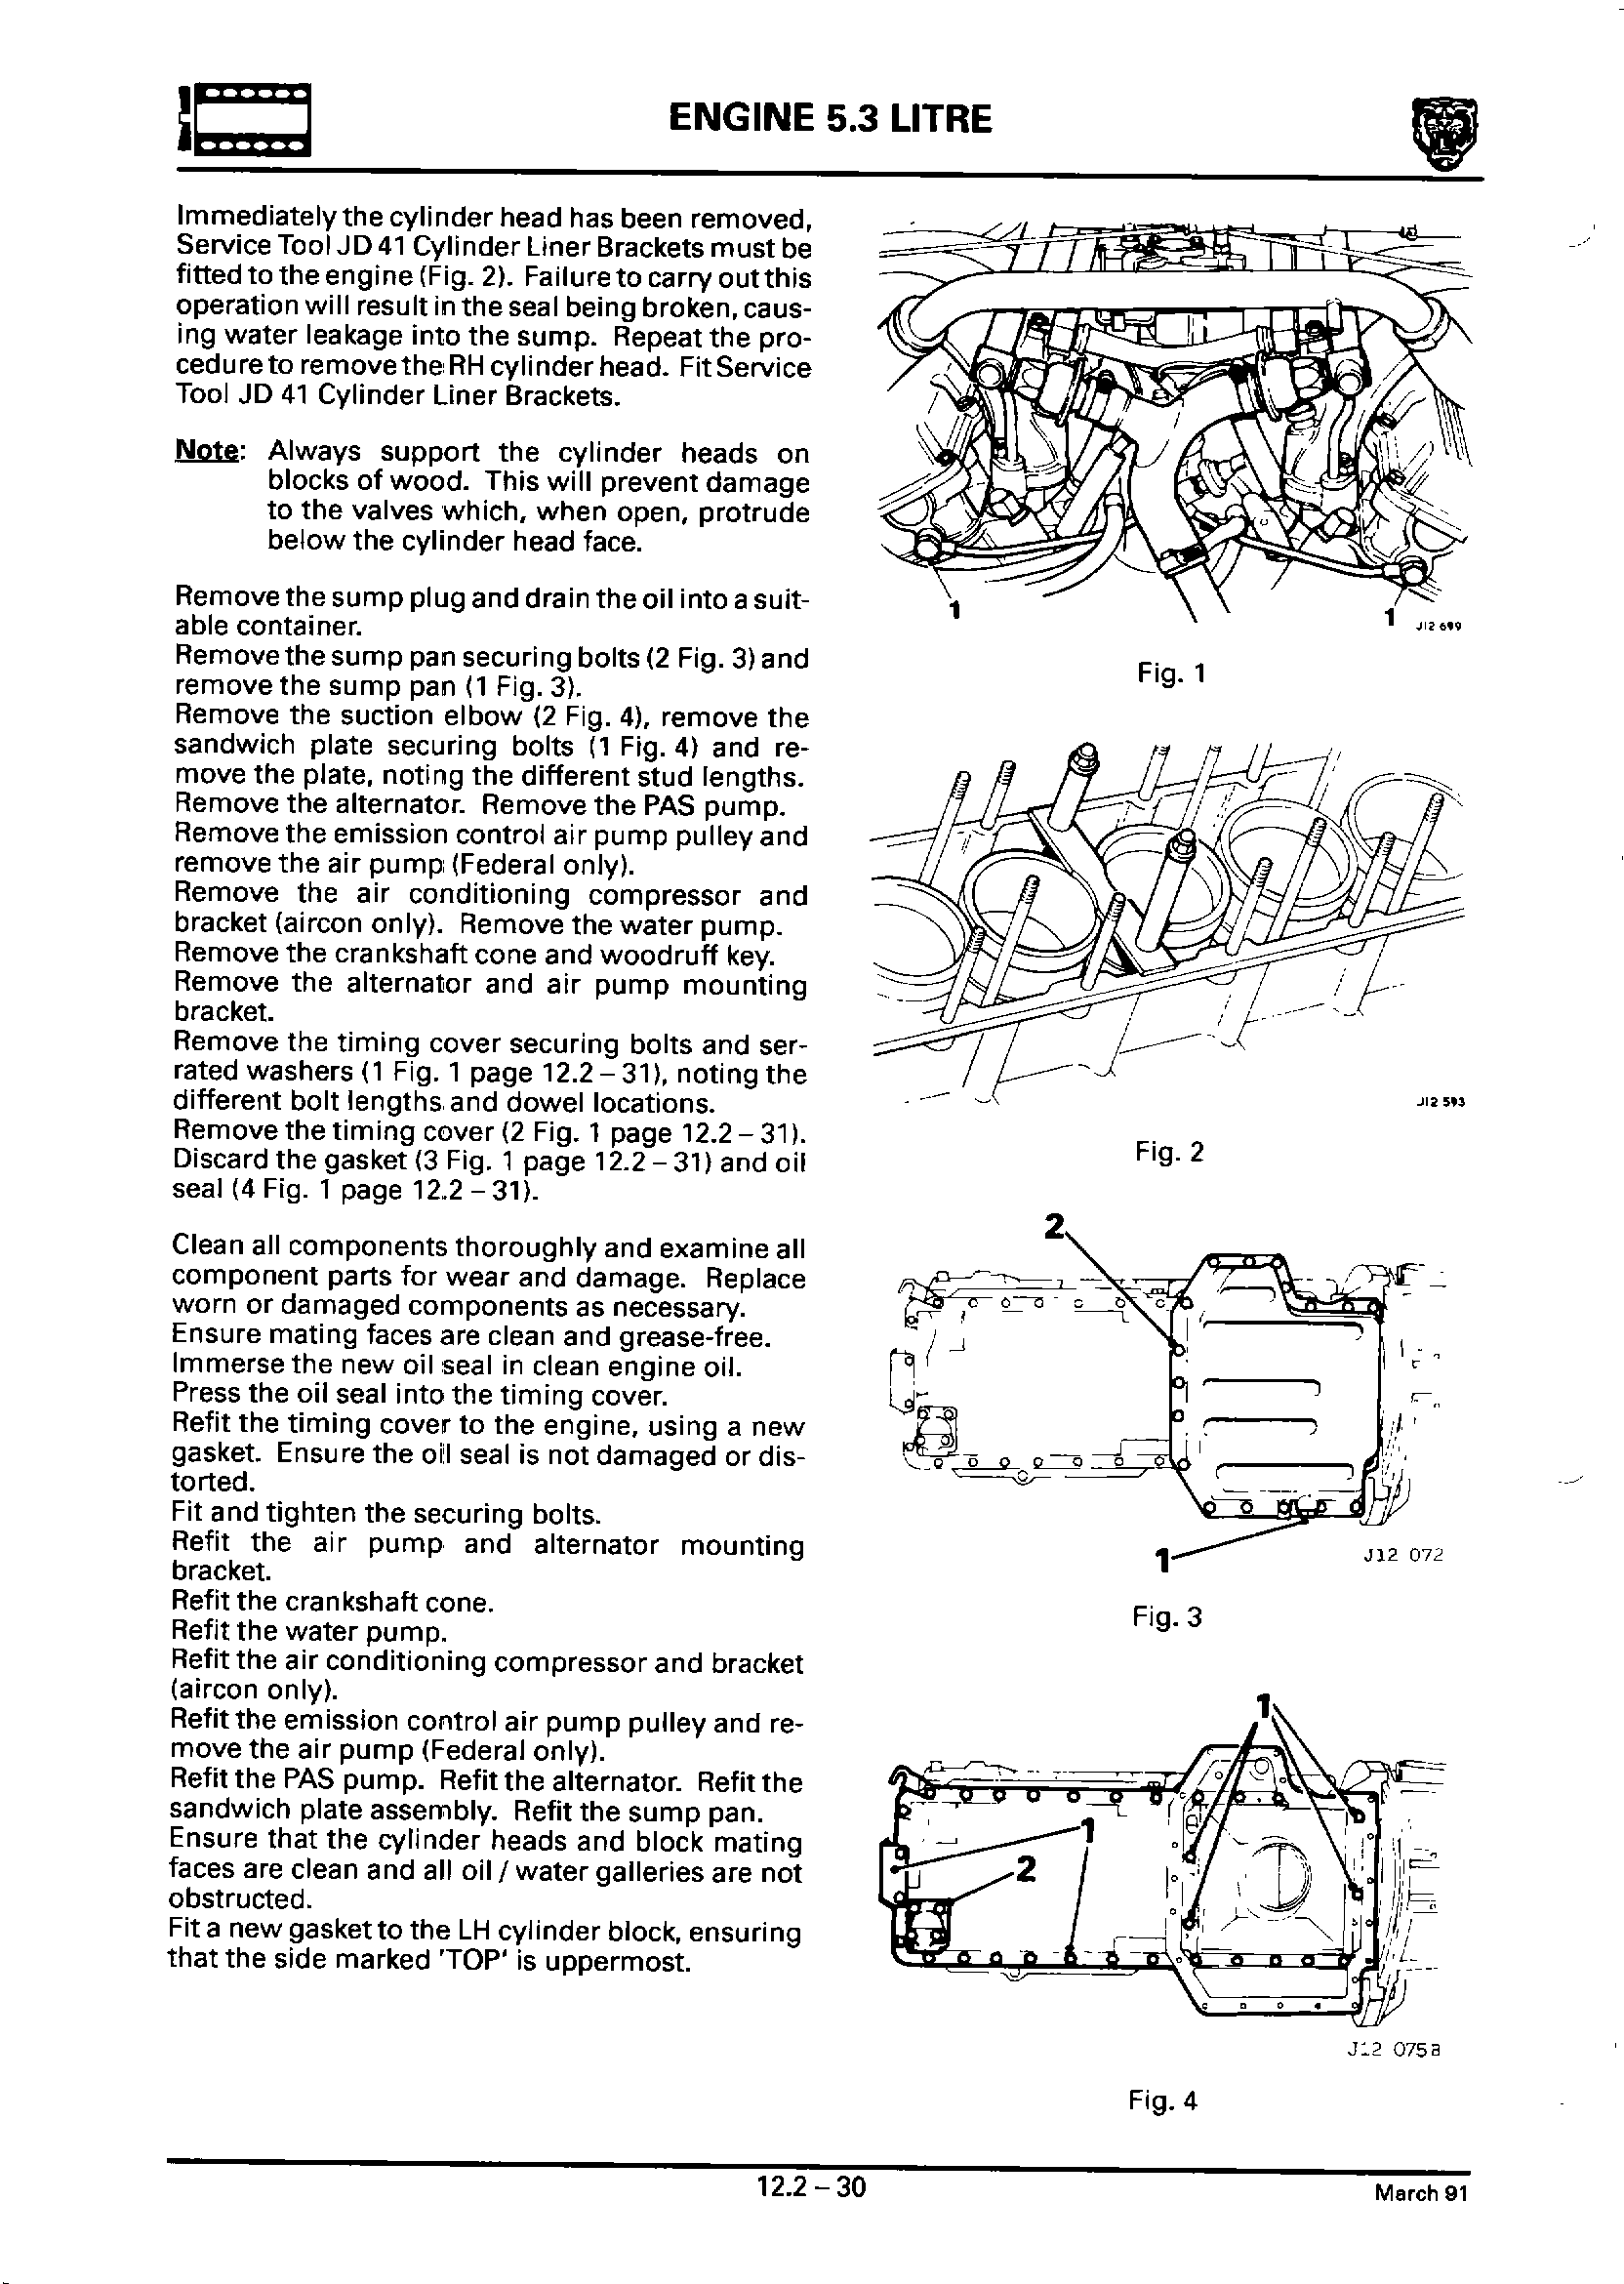 ENGINE 5.3 LITRE
Immediately the cylinder head has been removed,
Service Tool JD 41 Cylinder Liner Brackets must be
fitted to the engine (Fig. 2). Failure to carry out this
operation will result in the seal being broken, caus-
ing water leakage into the sump. Repeat the pro-
cedure to remove the RH cylinder head. Fit Service
Tool JD 41 Cylinder Liner Brackets.
Note: Always support the cylinder heads on
blocks of wood. This will prevent damage
to the valves which, when open, protrude
below the cylinder head face.
Remove the sump plug and drain the oil into a suit-
able container.
Remove the sump pan securing bolts (2 Fig. 3) and
remove the sump pan (1 Fig. 3).
Remove the suction elbow (2 Fig. 4), remove the
sandwich plate securing bolts (1 Fig. 4) and re-
move the plate, noting the different stud lengths.
Remove the alternator. Remove the PAS pump.
Remove the emission control air pump pulley and
remove the air pump (Federal only).
Remove the air conditioning compressor and
bracket (aircon only). Remove the water pump.
Remove the crankshaft cone and woodruff key.
Remove the alternator and air pump mounting
bracket.
Remove the timing cover securing bolts and ser-
rated washers (1 Fig. 1 page 12.2 – 31), noting the
different bolt lengths and dowel locations.
Remove the timing cover (2 Fig. 1 page 12.2 – 31).
Discard the gasket (3 Fig. 1 page 12.2 – 31) and oil
seal (4 Fig. 1 page 12.2 – 31).
Clean all components thoroughly and examine all
component parts for wear and damage. Replace
worn or damaged components as necessary.
Ensure mating faces are clean and grease-free.
Immerse the new oil seal in clean engine oil.
Press the oil seal into the timing cover.
Refit the timing cover to the engine, using a new
gasket. Ensure the oil seal is not damaged or dis-
torted.
Fit and tighten the securing bolts.
Refit the air pump and alternator mounting
bracket.
Refit the crankshaft cone.
Refit the water pump.
Refit the air conditioning compressor and bracket
(aircon only).
Refit the emission control air pump pulley and re-
move the air pump (Federal only).
Refit the PAS pump. Refit the alternator. Refit the
sandwich plate assembly. Refit the sump pan.
Ensure that the cylinder heads and block mating
faces are clean and all oil / water galleries are not
obstructed.
Fit a new gasket to the LH cylinder block, ensuring
that the side marked 'TOP' is uppermost.
1
1
J12 699
Fig. 1
J12 593
Fig. 2
2
1
J12 072
Fig. 3
1
1
2
J12 075B
Fig. 4
12.2 – 30
March 91